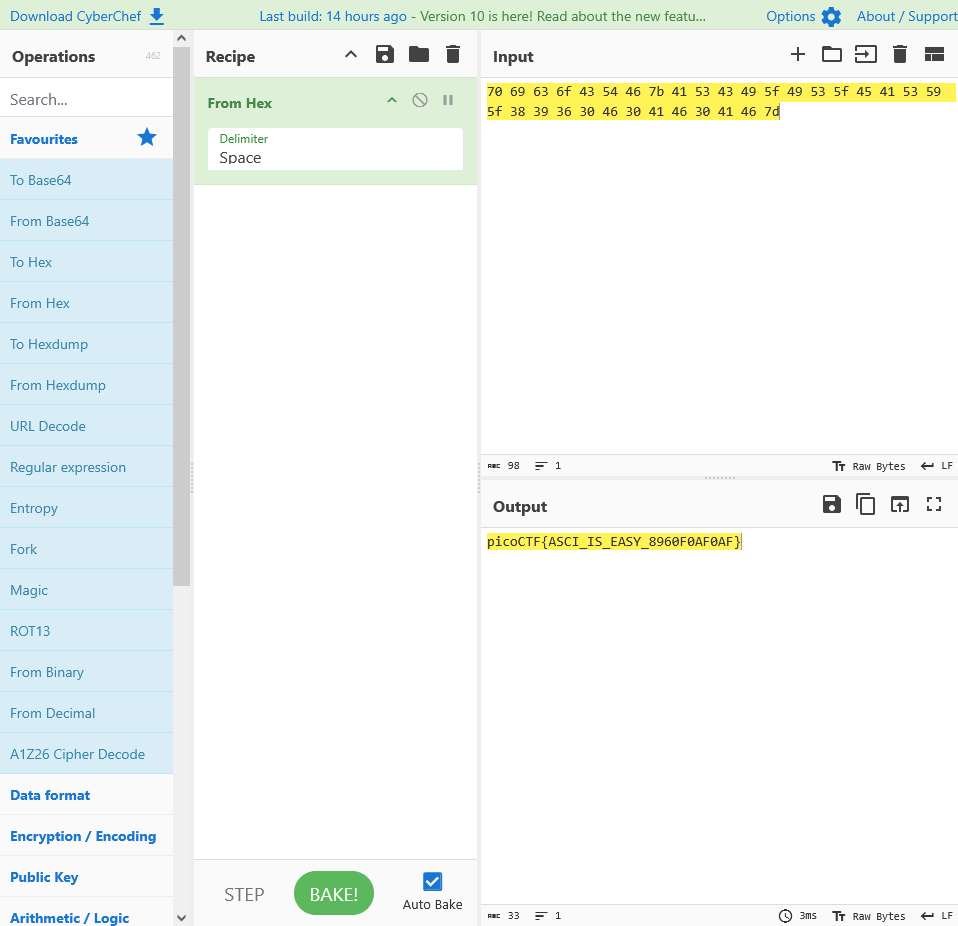 Download CyberChef
Last build: 14 hours ago - Version 10 is here! Read about the new featu...
Options
About / Support
Operations
462
Search...
Favourites
To Base64
From Base64
To Hex
From Hex
To Hexdump
From Hexdump
URL Decode
Regular expression
Entropy
Fork
Magic
ROT13
From Binary
From Decimal
A1Z26 Cipher Decode
Data format
Encryption / Encoding
Public Key
Arithmetic / Logic
Recipe
From Hex
Delimiter
Space
STEP
BAKE!
Auto Bake
Input
70 69 63 6f 43 54 46 7b 41 53 43 49 5f 49 53 5f 45 41 53 59
5f 38 39 36 30 46 30 41 46 30 41 46 7d
ABC 98 1
Tт Raw Bytes LF
Output
picoCTF{ASCI_IS_EASY_8960F0AF0AF}
ABC 33 1
3ms Tт Raw Bytes LF